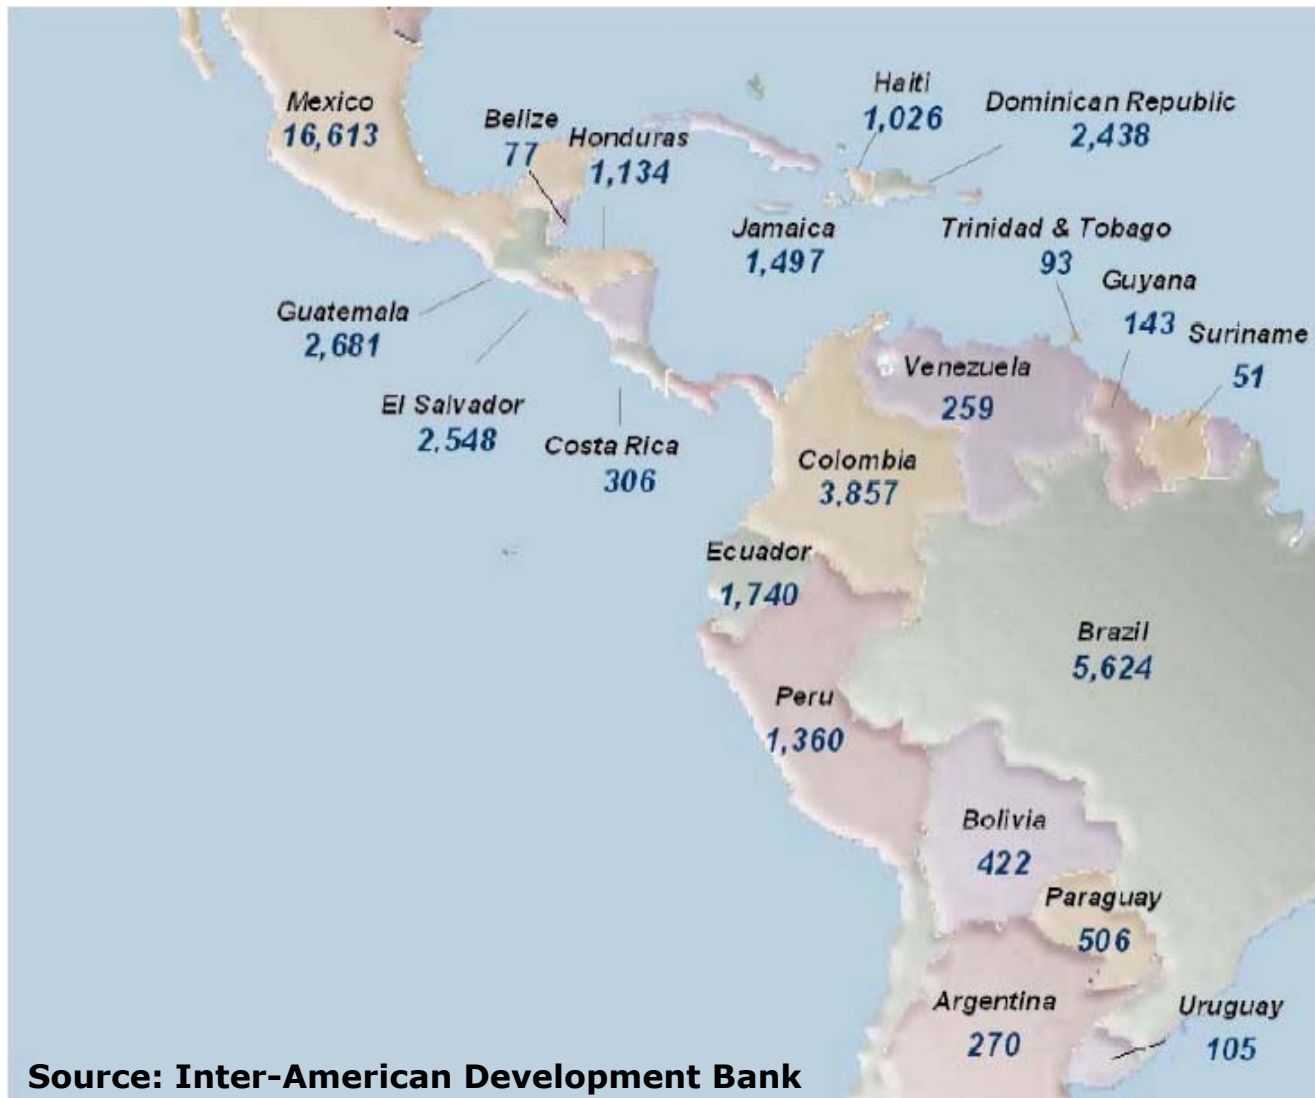 Mexico
16,613
Belize
77
Honduras
1,134
Haiti
1,026
Dominican Republic
2,438
Jamaica
1,497
Trinidad & Tobago
93
Guyana
143
Suriname
51
Guatemala
2,681
El Salvador
2,548
Costa Rica
306
Venezuela
259
Colombia
3,857
Ecuador
1,740
Brazil
5,624
Peru
1,360
Bolivia
422
Paraguay
506
Argentina
270
Uruguay
105
Source: Inter-American Development Bank